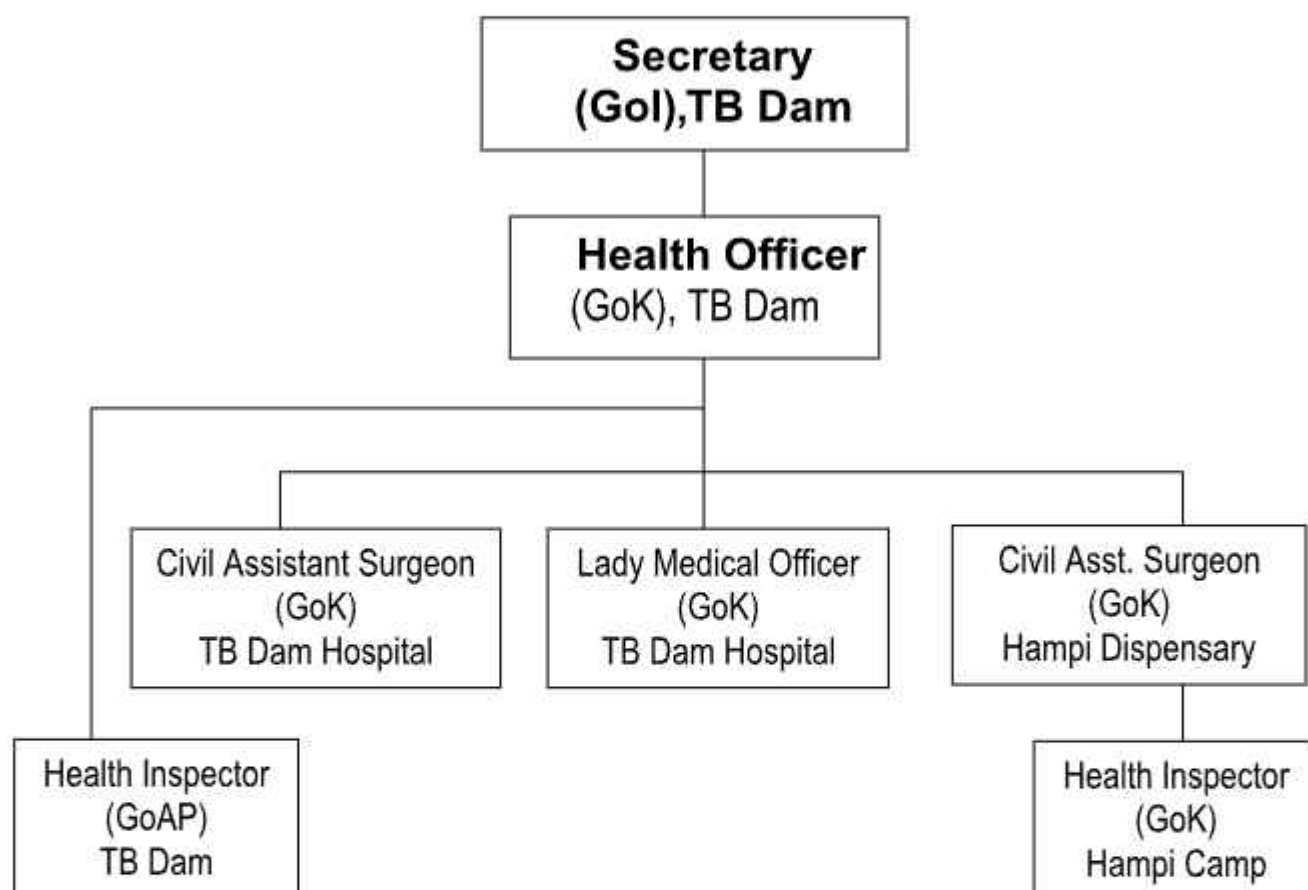 Secretary
(GoI),TB Dam
Health Officer
(GoK), TB Dam
Civil Assistant Surgeon
(GoK)
TB Dam Hospital
Lady Medical Officer
(GoK)
TB Dam Hospital
Civil Asst. Surgeon
(GoK)
Hampi Dispensary
Health Inspector
(GoAP)
TB Dam
Health Inspector
(GoK)
Hampi Camp